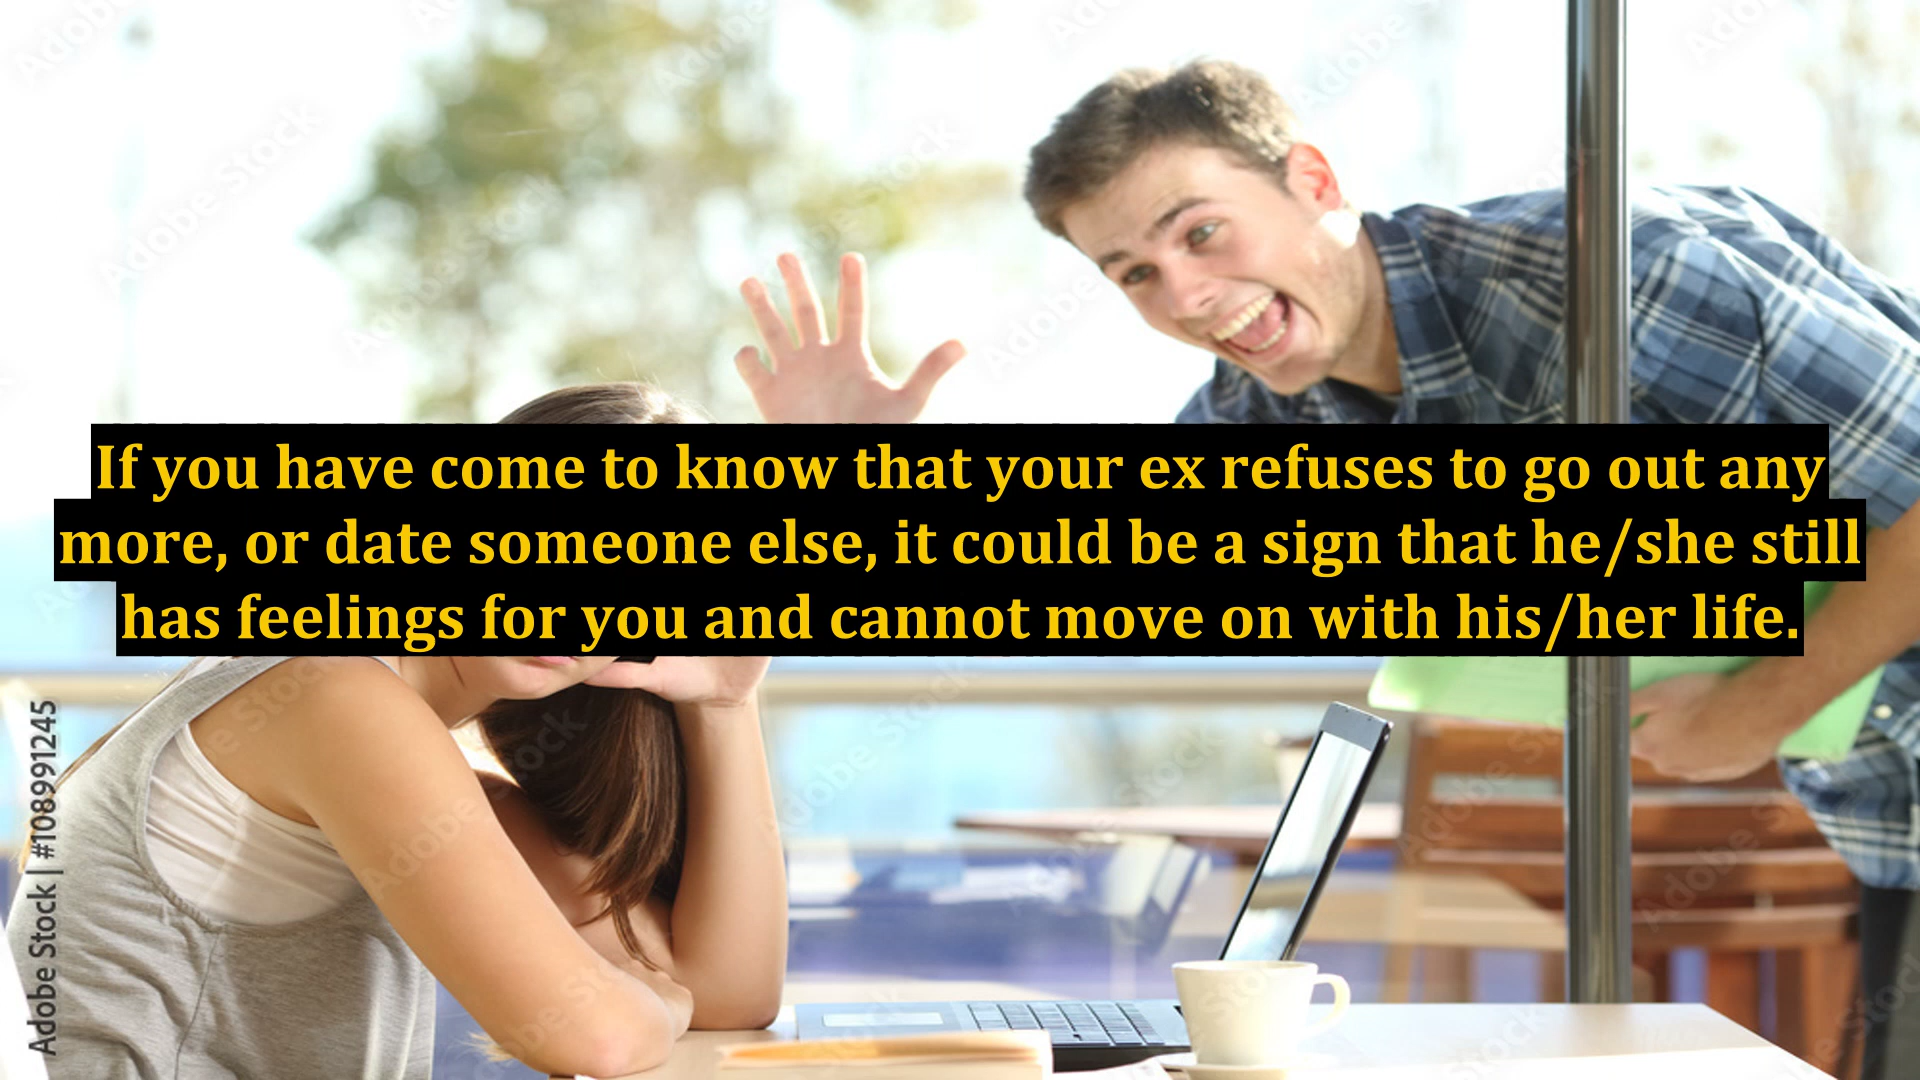 If you have come to know that your ex refuses to go out any
more, or date someone else, it could be a sign that he/she still
has feelings for you and cannot move on with his/her life.
Adobe Stock | #108991245